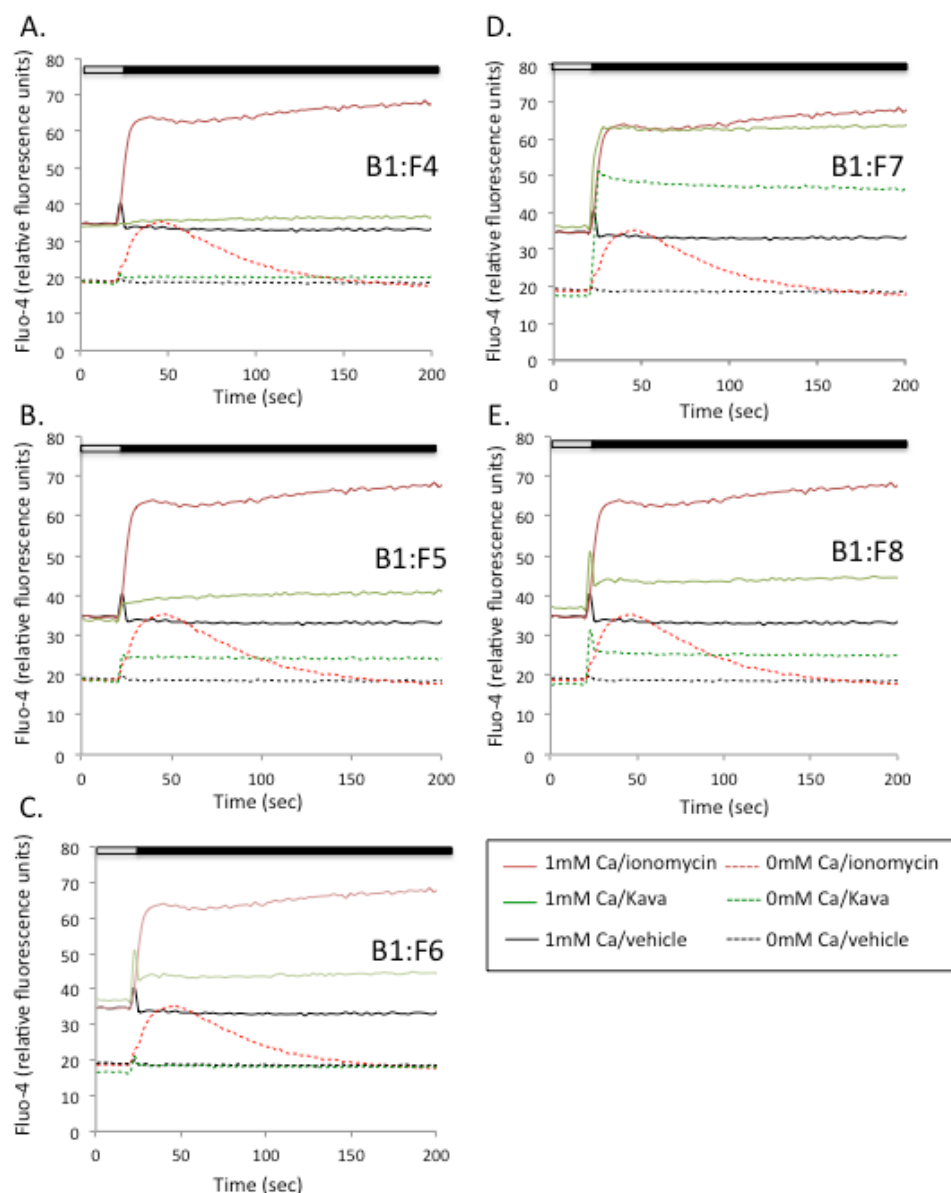 A.
Fluo-4 (relative fluorescence units)
80
70
60
50
40
30
20
10
0
B1:F4
0 50 100 150 200
Time (sec)
B.
Fluo-4 (relative fluorescence units)
80
70
60
50
40
30
20
10
0
B1:F5
0 50 100 150 200
Time (sec)
C.
Fluo-4 (relative fluorescence units)
80
70
60
50
40
30
20
10
0
B1:F6
0 50 100 150 200
Time (sec)
D.
Fluo-4 (relative fluorescence units)
80
70
60
50
40
30
20
10
0
B1:F7
0 50 100 150 200
Time (sec)
E.
Fluo-4 (relative fluorescence units)
80
70
60
50
40
30
20
10
0
B1:F8
0 50 100 150 200
Time (sec)
1mM Ca/ionomycin 0mM Ca/ionomycin
1mM Ca/Kava 0mM Ca/Kava
1mM Ca/vehicle 0mM Ca/vehicle